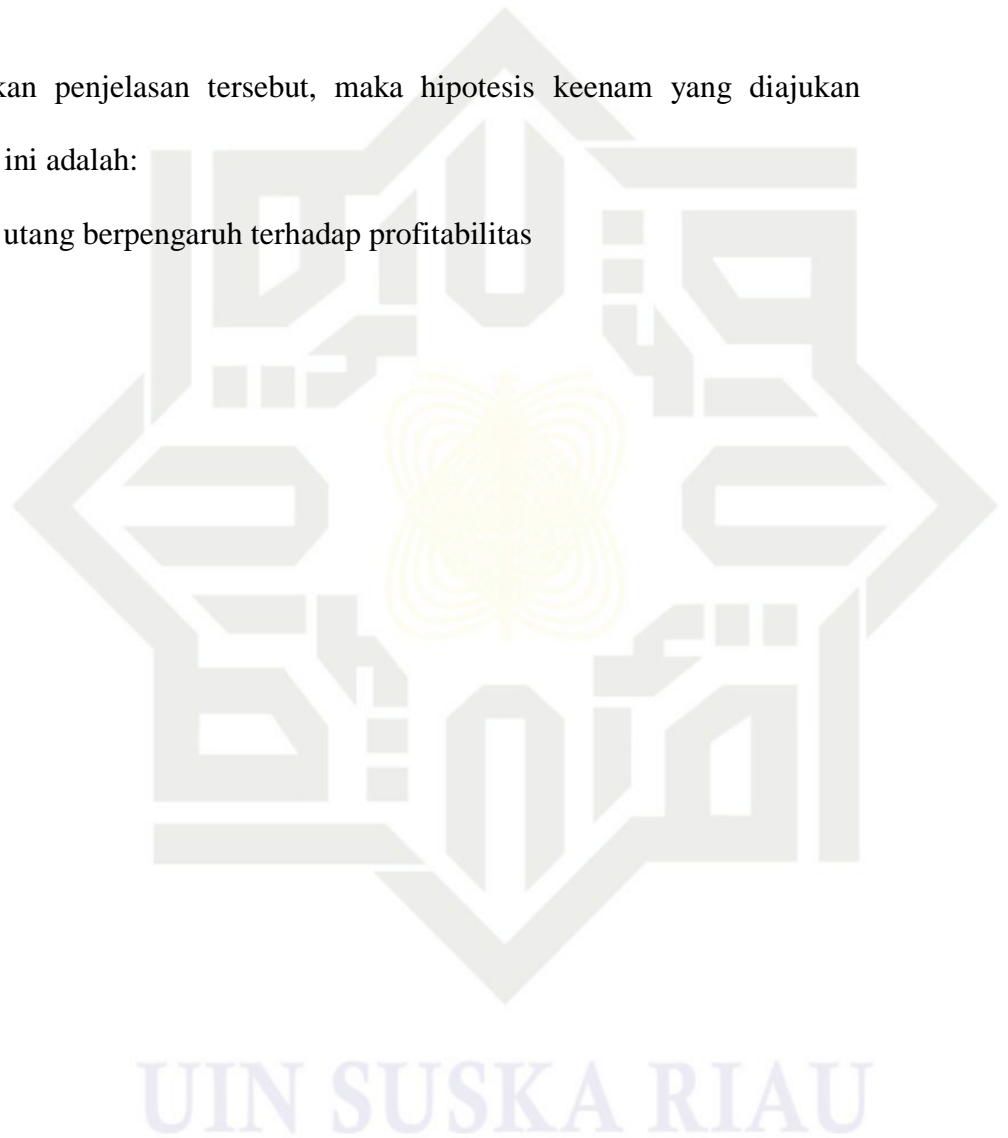 kan penjelasan tersebut, maka hipotesis keenam yang diajukan
ini adalah:
utang berpengaruh terhadap profitabilitas
UIN SUSKA RIAU